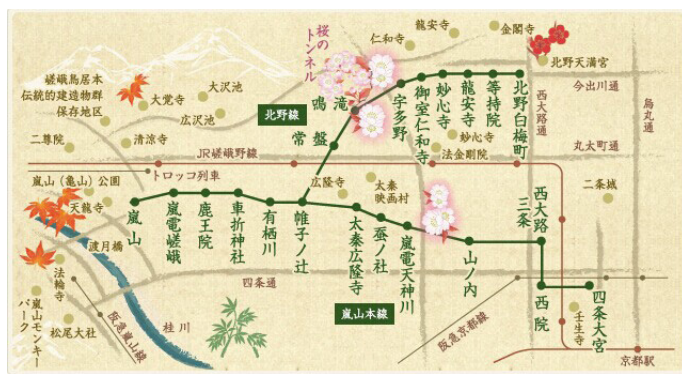 桜のトンネル
仁和寺
龍安寺
金閣寺
北野天満宮
嵯峨鳥居本
伝統的建造物群
保存地区
大覚寺
大沢池
広沢池
二尊院
清涼寺
北野線
鳴滝
常盤
宇多野
御室仁和寺
妙心寺
龍安寺
等持院
北野白梅町
西大路通
今出川通
烏丸通
丸太町通
妙心寺
法金剛院
JR嵯峨野線
トロッコ列車
嵐山(亀山)公園
天龍寺
渡月橋
法輪寺
嵐山モンキーパーク
松尾大社
阪急嵐山線
桂川
嵐山
嵐電嵯峨
鹿王院
車折神社
有栖川
帷子ノ辻
広隆寺
太秦
映画村
太秦広隆寺
蚕ノ社
嵐電天神川
山ノ内
西大路三条
二条城
四条通
嵐山本線
西院
四条大宮
壬生寺
阪急京都線
京都駅